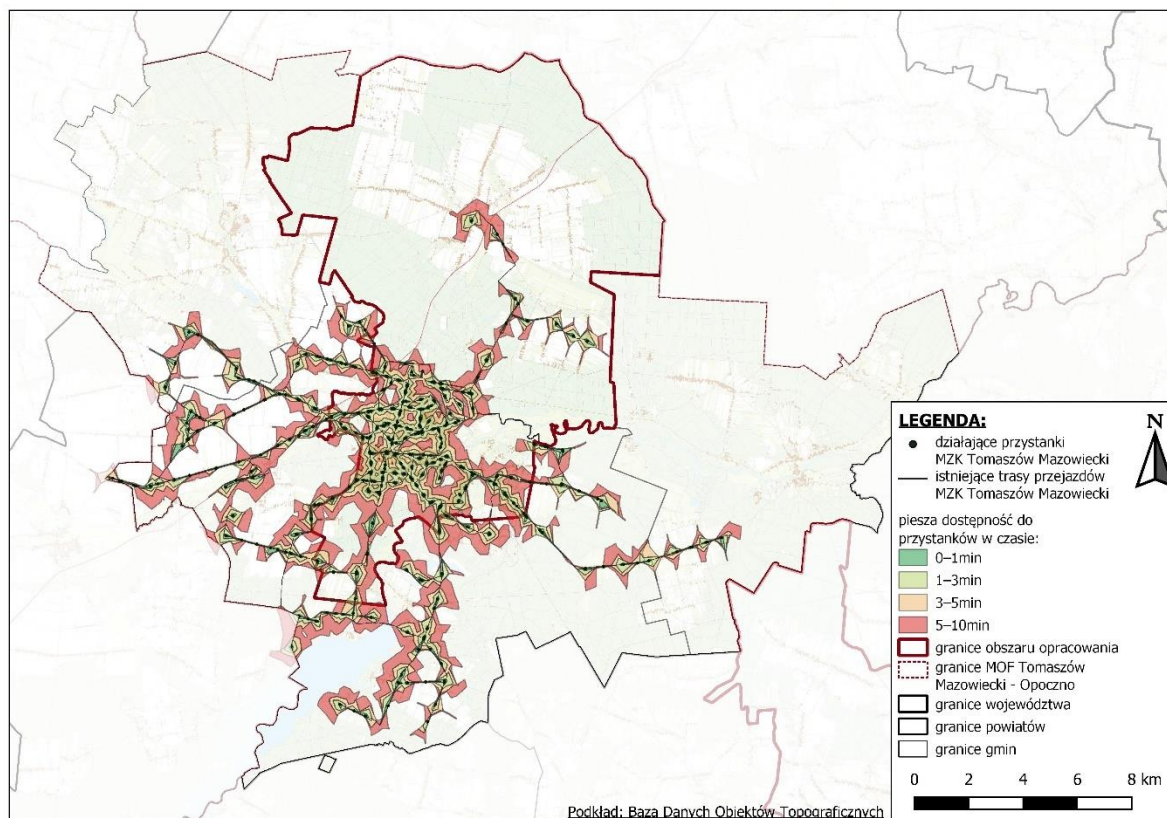 LEGENDA:
N
działające przystanki
MZK Tomaszów Mazowiecki
istniejące trasy przejazdów
MZK Tomaszów Mazowiecki
piesza dostępność do
przystanków w czasie:
0–1min
1–3min
3–5min
5–10min
granice obszaru opracowania
granice MOF Tomaszów
Mazowiecki - Opoczno
granice województwa
granice powiatów
granice gmin
0 2 4 6 8 km
Podkład: Baza Danych Obiektów Topograficznych